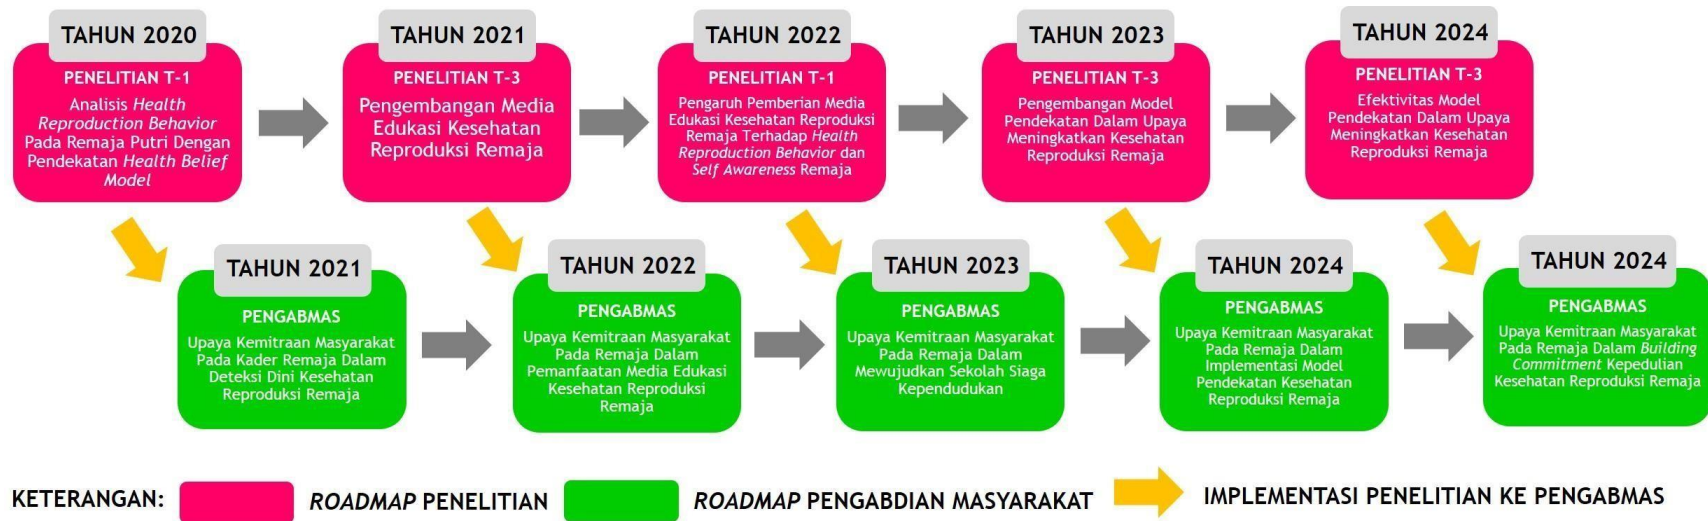 TAHUN 2020
PENELITIAN T-1
Analisis Health
Reproduction Behavior
Pada Remaja Putri Dengan
Pendekatan Health Belief
Model
TAHUN 2021
PENELITIAN T-3
Pengembangan Media
Edukasi Kesehatan
Reproduksi Remaja
TAHUN 2022
PENELITIAN T-1
Pengaruh Pemberian Media
Edukasi Kesehatan Reproduksi
Remaja Terhadap Health
Reproduction Behavior dan
Self Awareness Remaja
TAHUN 2023
PENELITIAN T-3
Pengembangan Model
Pendekatan Dalam Upaya
Meningkatkan Kesehatan
Reproduksi Remaja
TAHUN 2024
PENELITIAN T-3
Efektivitas Model
Pendekatan Dalam Upaya
Meningkatkan Kesehatan
Reproduksi Remaja
TAHUN 2021
PENGABMAS
Upaya Kemitraan Masyarakat
Pada Kader Remaja Dalam
Deteksi Dini Kesehatan
Reproduksi Remaja
TAHUN 2022
PENGABMAS
Upaya Kemitraan Masyarakat
Pada Remaja Dalam
Pemanfaatan Media Edukasi
Kesehatan Reproduksi
Remaja
TAHUN 2023
PENGABMAS
Upaya Kemitraan Masyarakat
Pada Remaja Dalam
Mewujudkan Sekolah Siaga
Kependudukan
TAHUN 2024
PENGABMAS
Upaya Kemitraan Masyarakat
Pada Remaja Dalam
Implementasi Model
Pendekatan Kesehatan
Reproduksi Remaja
TAHUN 2024
PENGABMAS
Upaya Kemitraan Masyarakat
Pada Remaja Dalam Building
Commitment Kepedulian
Kesehatan Reproduksi Remaja
KETERANGAN:
ROADMAP PENELITIAN
ROADMAP PENGABDIAN MASYARAKAT
IMPLEMENTASI PENELITIAN KE PENGABMAS